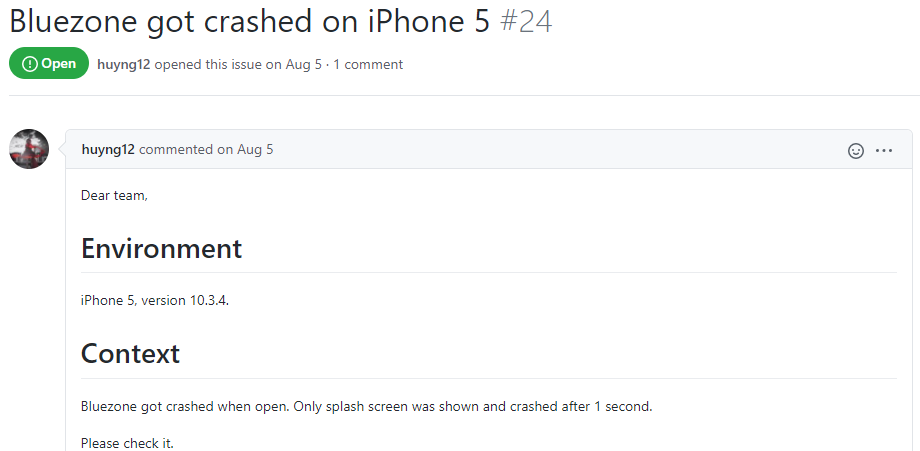 Bluezone got crashed on iPhone 5 #24
Open huyng12 opened this issue on Aug 5 · 1 comment
huyng12 commented on Aug 5
Dear team,
Environment
iPhone 5, version 10.3.4.
Context
Bluezone got crashed when open. Only splash screen was shown and crashed after 1 second.
Please check it.